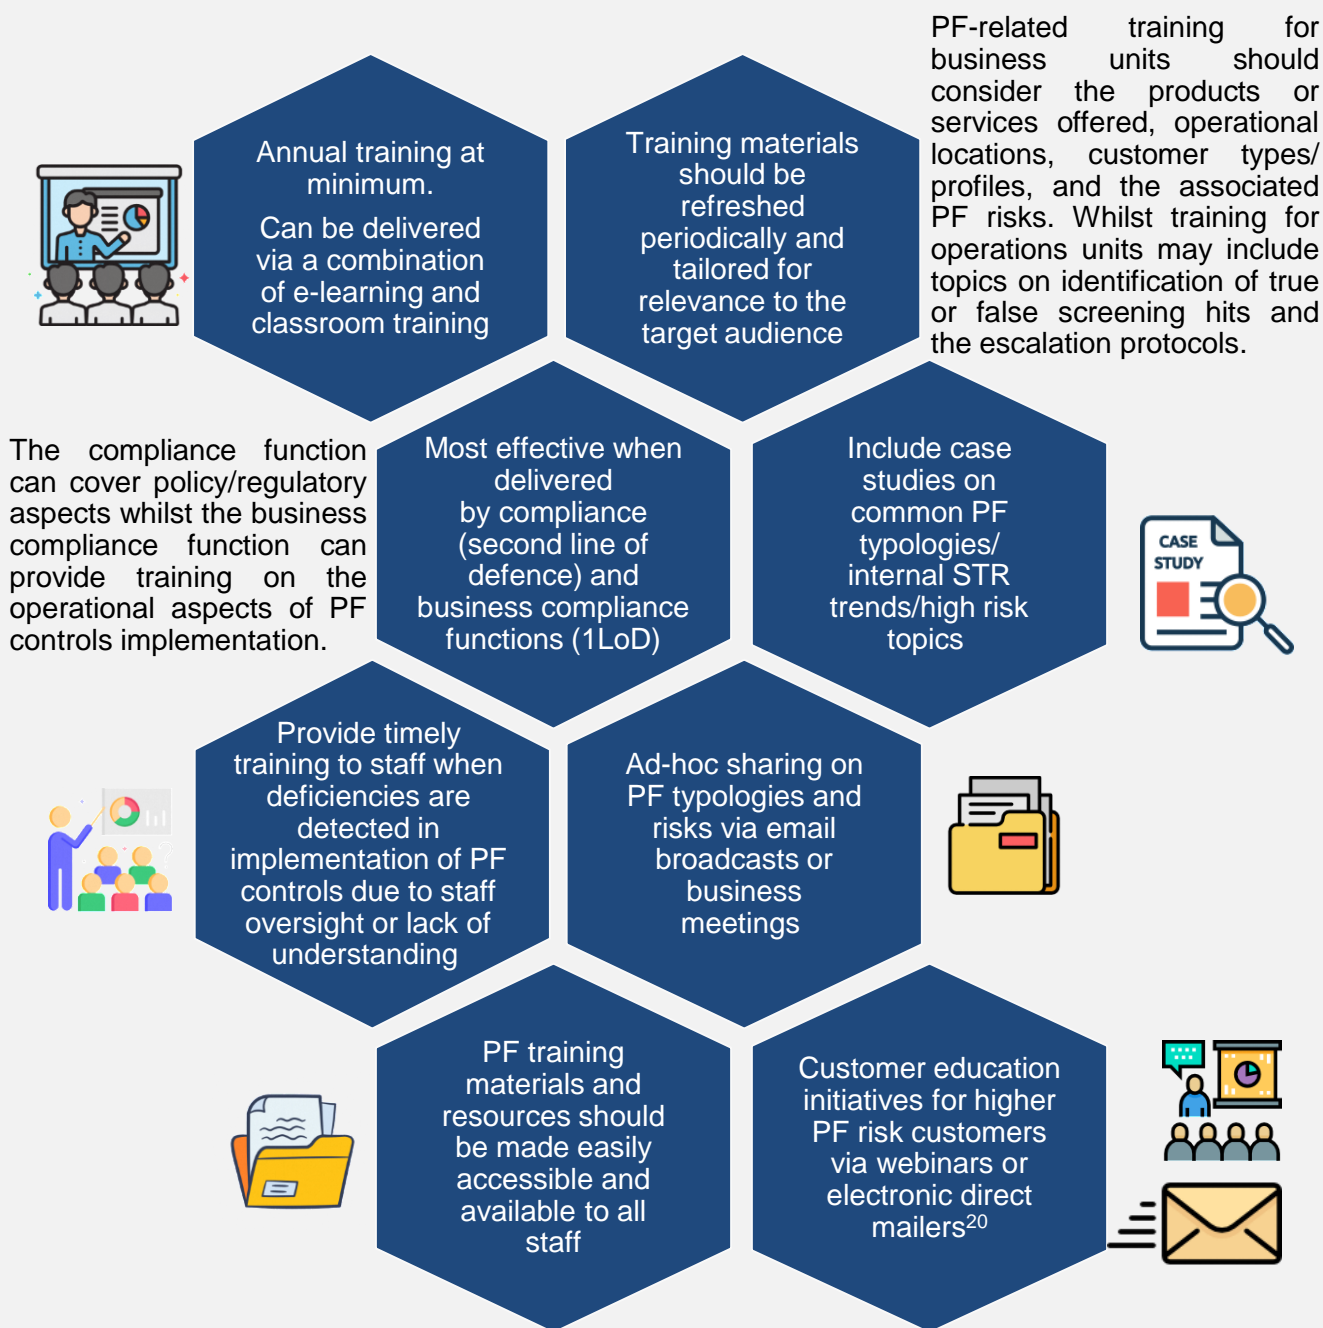 Annual training at
minimum.
Can be delivered
via a combination
of e-learning and
classroom training
Training materials
should be
refreshed
periodically and
tailored for
relevance to the
target audience
PF-related training for
business units should
consider the products or
services offered, operational
locations, customer types/
profiles, and the associated
PF risks. Whilst training for
operations units may include
topics on identification of true
or false screening hits and
the escalation protocols.
The compliance function
can cover policy/regulatory
aspects whilst the business
compliance function can
provide training on the
operational aspects of PF
controls implementation.
Most effective when
delivered
by compliance
(second line of
defence) and
business compliance
functions (1LoD)
Include case
studies on
common PF
typologies/
internal STR
trends/high risk
topics
CASE
STUDY
Provide timely
training to staff when
deficiencies are
detected in
implementation of PF
controls due to staff
oversight or lack of
understanding
Ad-hoc sharing on
PF typologies and
risks via email
broadcasts or
business
meetings
PF training
materials and
resources should
be made easily
accessible and
available to all
staff
Customer education
initiatives for higher
PF risk customers
via webinars or
electronic direct
mailers²⁰